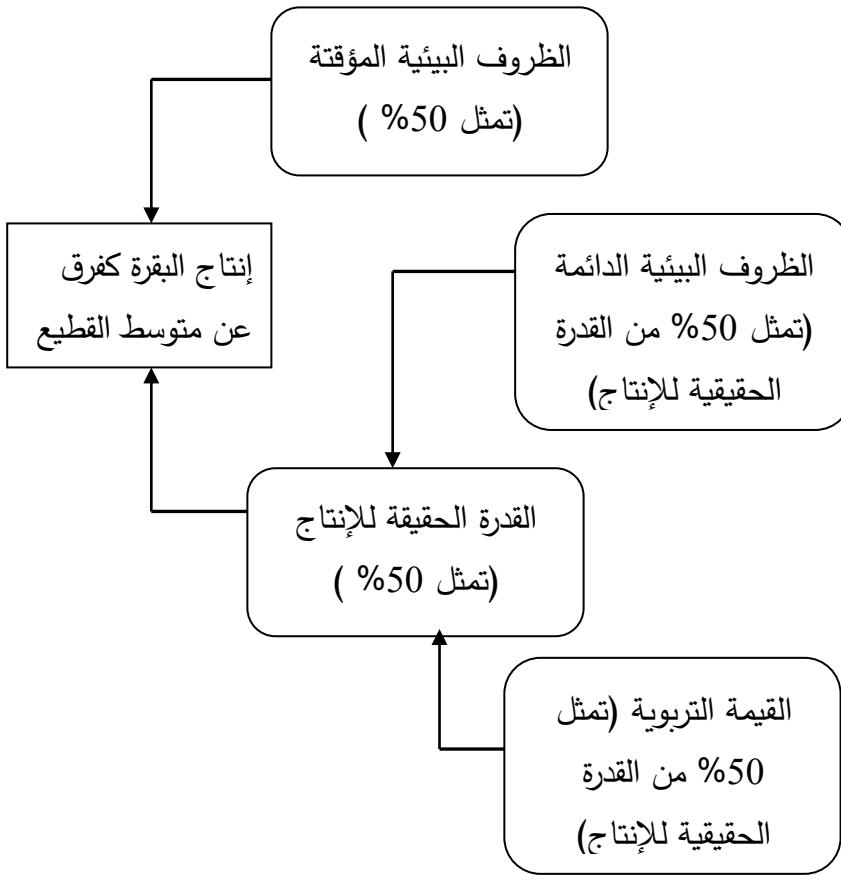 الظروف البيئية المؤقتة
(تمثل 50% )
إنتاج البقرة كفرق
عن متوسط القطيع
الظروف البيئية الدائمة
(تمثل 50% من القدرة
الحقيقية للإنتاج)
القدرة الحقيقة للإنتاج
(تمثل 50% )
القيمة التربوية (تمثل
50% من القدرة
الحقيقية للإنتاج)